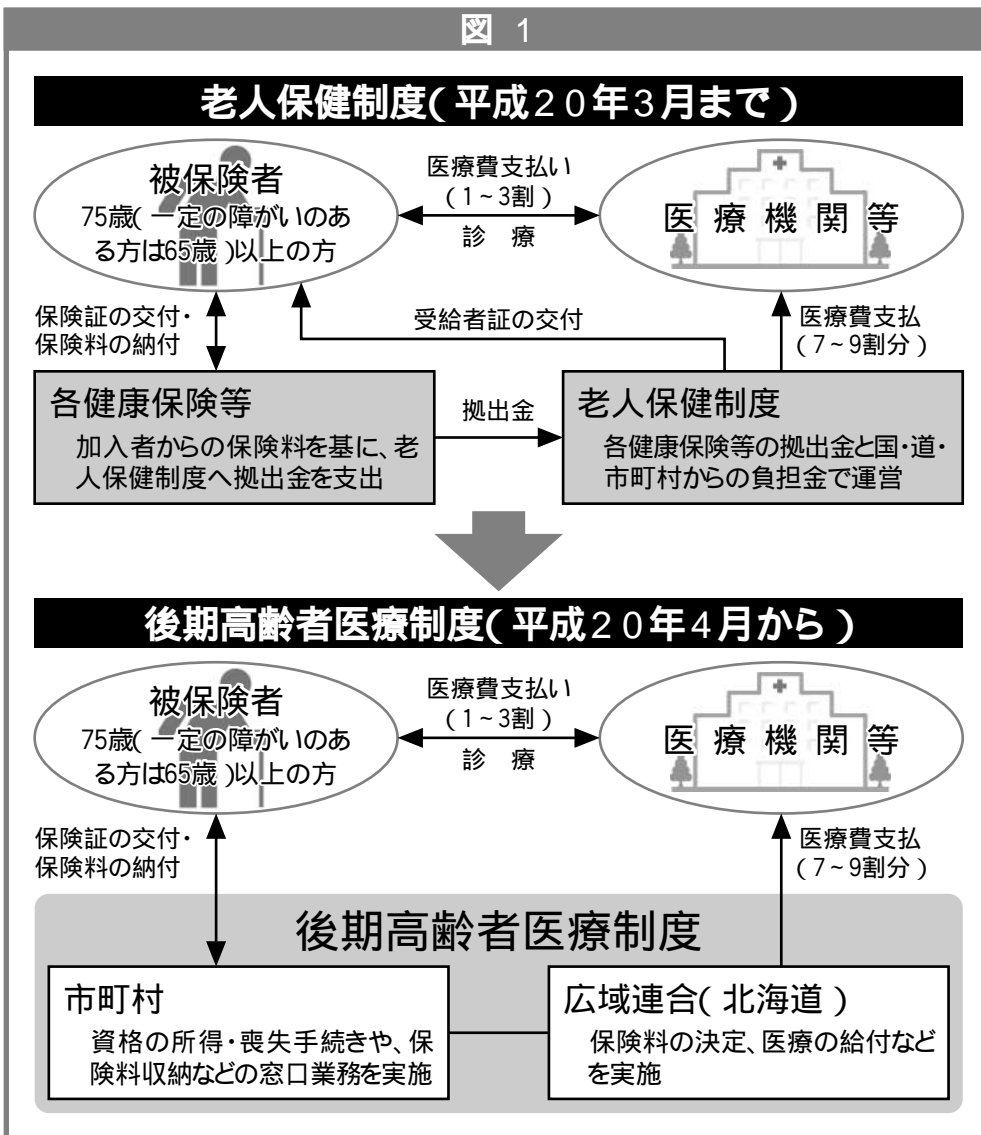 図 1
老人保健制度(平成20年3月まで)
被保険者
75歳(一定の障がいのあ
る方は65歳)以上の方
医療費支払い
(1~3割)
診 療
医 療 機 関 等
保険証の交付・
保険料の納付
受給者証の交付
医療費支払
(7~9割分)
各健康保険等
加入者からの保険料を基に、老
人保健制度へ拠出金を支出
拠出金
老人保健制度
各健康保険等の拠出金と国・道・
市町村からの負担金で運営
後期高齢者医療制度(平成20年4月から)
被保険者
75歳(一定の障がいのあ
る方は65歳)以上の方
医療費支払い
(1~3割)
診 療
医 療 機 関 等
保険証の交付・
保険料の納付
医療費支払
(7~9割分)
後期高齢者医療制度
市町村
資格の所得・喪失手続きや、保
険料収納などの窓口業務を実施
広域連合(北海道)
保険料の決定、医療の給付など
を実施